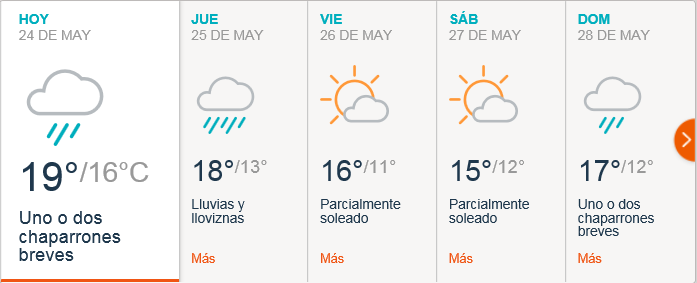 HOY
24 DE MAY
19°/16°C
Uno o dos
chaparrones
breves
JUE
25 DE MAY
18°/13°
Lluvias y
lloviznas
Más
VIE
26 DE MAY
16°/11°
Parcialmente
soleado
Más
SÁB
27 DE MAY
15°/12°
Parcialmente
soleado
Más
DOM
28 DE MAY
17°/12°
Uno o dos
chaparrones
breves
Más